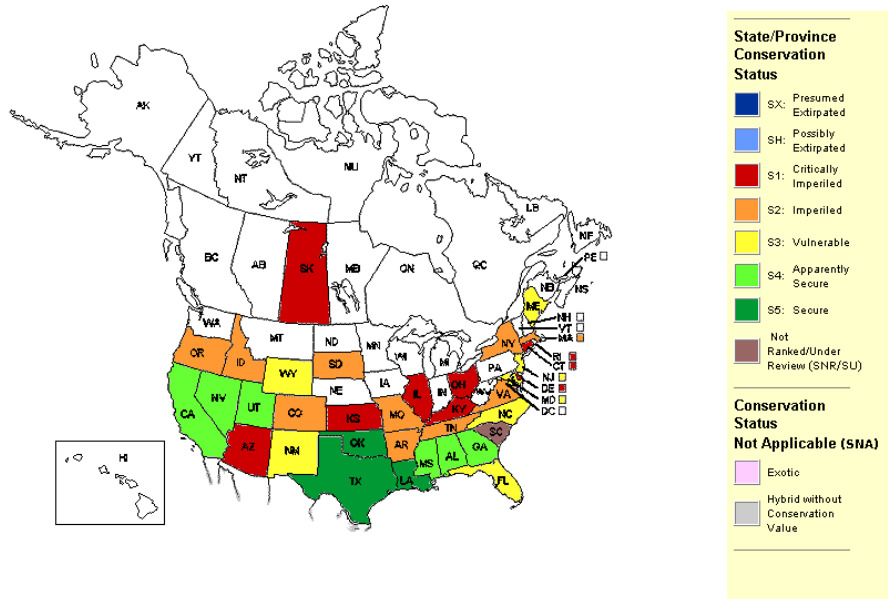 AK
YT
NT
NU
BC
AB
SK
MB
ON
QC
LB
NF
PE
NB
NS
ME
NH
VT
MA
RI
CT
NJ
DE
MD
DC
WA
MT
ND
MN
WI
MI
NY
PA
OR
ID
WY
SD
IA
NE
IL
IN
OH
WV
VA
CA
NV
UT
CO
KS
MO
KY
TN
NC
SC
AZ
NM
OK
AR
TX
LA
MS
AL
GA
FL
HI
State/Province
Conservation
Status
SX: Presumed
Extirpated
SH: Possibly
Extirpated
S1: Critically
Imperiled
S2: Imperiled
S3: Vulnerable
S4: Apparently
Secure
S5: Secure
Not
Ranked/Under
Review (SNR/SU)
Conservation
Status
Not Applicable (SNA)
Exotic
Hybrid without
Conservation
Value